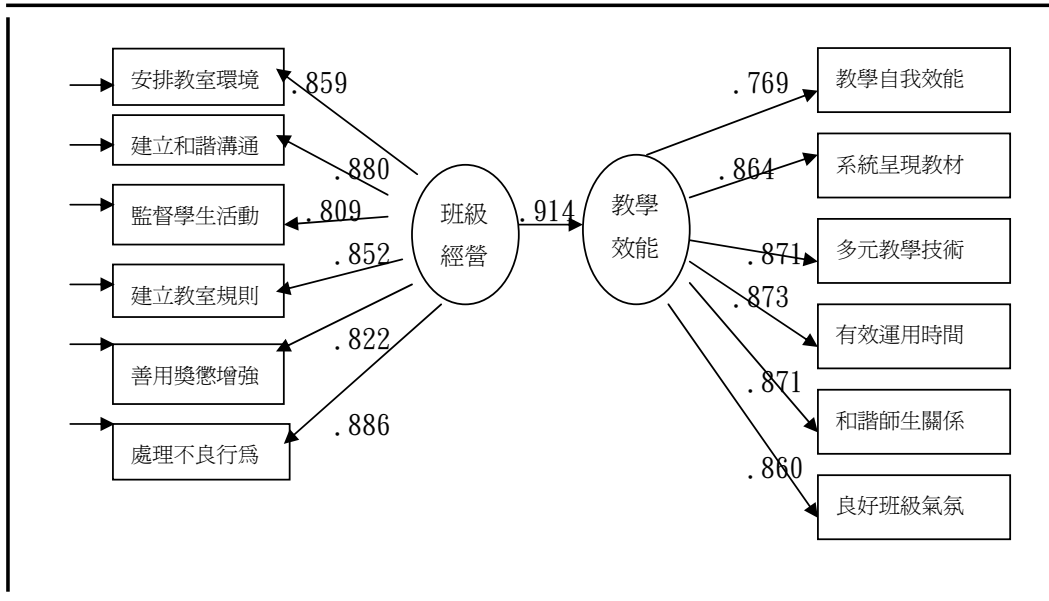 安排教室環境
.859
建立和諧溝通
.880
監督學生活動
.809
建立教室規則
.852
善用獎懲增強
.822
處理不良行為
.886
班級
經營
.914
教學
效能
.769
教學自我效能
.864
系統呈現教材
.871
多元教學技術
.873
有效運用時間
.871
和諧師生關係
.860
良好班級氣氛